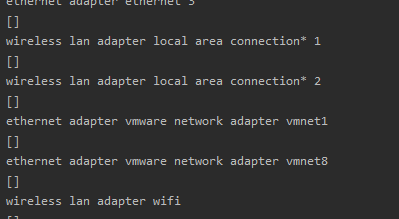 ethernet adapter ethernet 3
[]
wireless lan adapter local area connection* 1
[]
wireless lan adapter local area connection* 2
[]
ethernet adapter vmware network adapter vmnet1
[]
ethernet adapter vmware network adapter vmnet8
[]
wireless lan adapter wifi
[]